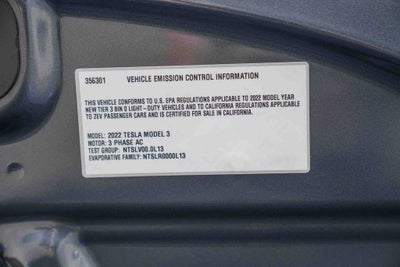 356301 VEHICLE EMISSION CONTROL INFORMATION
THIS VEHICLE CONFORMS TO U.S. EPA REGULATIONS APPLICABLE TO 2022 MODEL YEAR
NEW TIER 3 BIN 0 LIGHT-DUTY VEHICLES AND TO CALIFORNIA REGULATIONS APPLICABLE
TO ZEV PASSENGER CARS AND IS CERTIFIED FOR SALE IN CALIFORNIA.
MODEL: 2022 TESLA MODEL 3
MOTOR: 3 PHASE AC
TEST GROUP: NTSLV00.0L13
EVAPORATIVE FAMILY: NTSLR0000L13